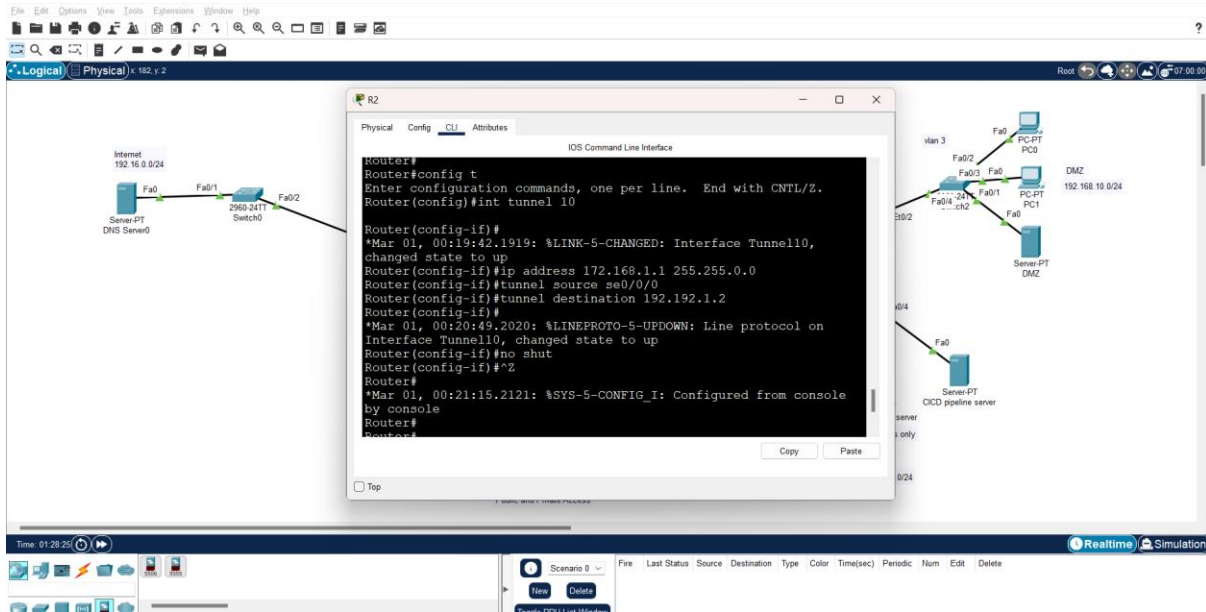 File Edit Options View Tools Extensions Window Help
?
Logical Physical x: 182, y: 2
Root 07:00:00
R2
Physical Config CLI Attributes
IOS Command Line Interface
Router#
Router#config t
Enter configuration commands, one per line. End with CNTL/Z.
Router(config)#int tunnel 10
Router(config-if)#
*Mar 01, 00:19:42.1919: %LINK-5-CHANGED: Interface Tunnel10,
changed state to up
Router(config-if)#ip address 172.168.1.1 255.255.0.0
Router(config-if)#tunnel source se0/0/0
Router(config-if)#tunnel destination 192.192.1.2
Router(config-if)#
*Mar 01, 00:20:49.2020: %LINEPROTO-5-UPDOWN: Line protocol on
Interface Tunnel10, changed state to up
Router(config-if)#no shut
Router(config-if)#^Z
Router#
*Mar 01, 00:21:15.2121: %SYS-5-CONFIG_I: Configured from console
by console
Router#
Router#
Copy Paste
Top
Internet
192.16.0.0/24
Fa0
Fa0/1
Fa0/2
Server-PT
DNS Server0
2960-24TT
Switch0
vlan 3
Fa0
PC-PT
PC0
Fa0/2
Fa0/3 Fa0
DMZ
192.168.10.0/24
Fa0/4
Fa0/1
PC-PT
PC1
Et0/2
Fa0
Server-PT
DMZ
Fa0
Server-PT
CICD pipeline server
server
s only
0/24
Time: 01:28:25
Realtime Simulation
5506 5505
Scenario 0
New Delete
Toggle PDU List Window
Fire Last Status Source Destination Type Color Time(sec) Periodic Num Edit Delete